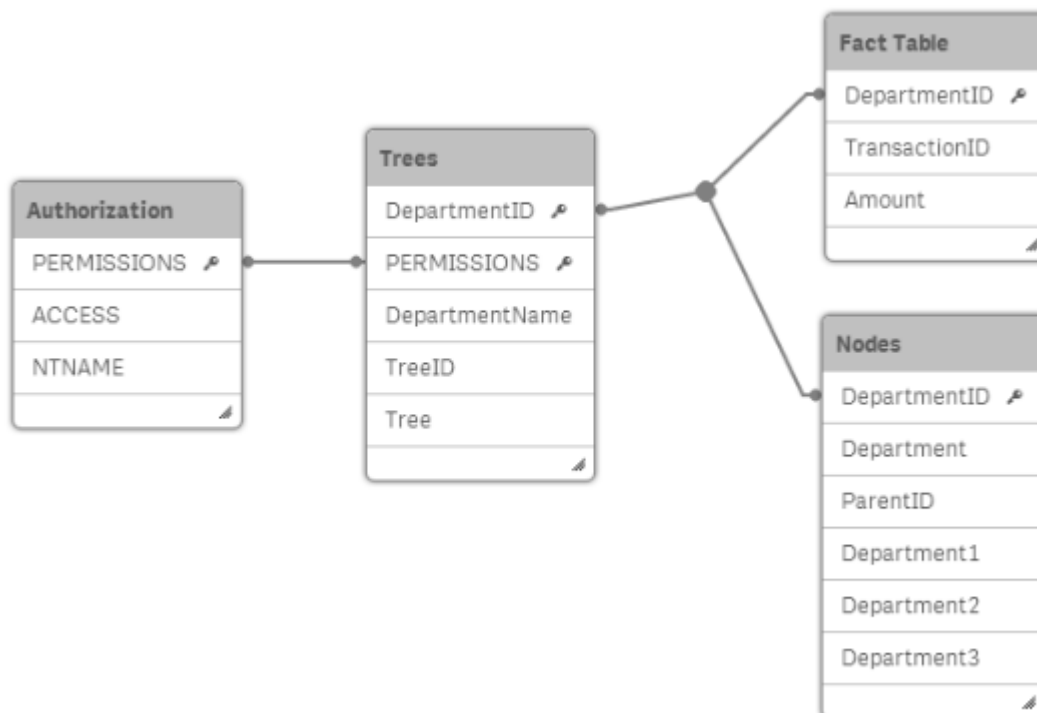 Authorization
PERMISSIONS
ACCESS
NTNAME
Trees
DepartmentID
PERMISSIONS
DepartmentName
TreeID
Tree
Fact Table
DepartmentID
TransactionID
Amount
Nodes
DepartmentID
Department
ParentID
Department1
Department2
Department3